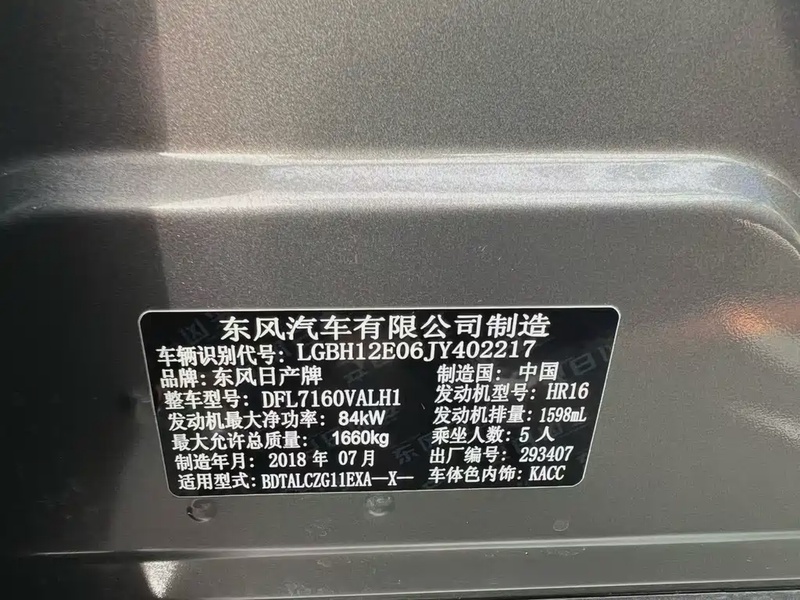 东风汽车有限公司制造
车辆识别代号: LGBH12E06JY402217
品牌: 东风日产牌 制造国: 中国
整车型号: DFL7160VALH1 发动机型号: HR16
发动机最大净功率: 84kW 发动机排量: 1598mL
最大允许总质量: 1660kg 乘坐人数: 5 人
制造年月: 2018 年 07 月 出厂编号: 293407
适用型式: BDTALCZG11EXA—X— 车体色内饰: KACC